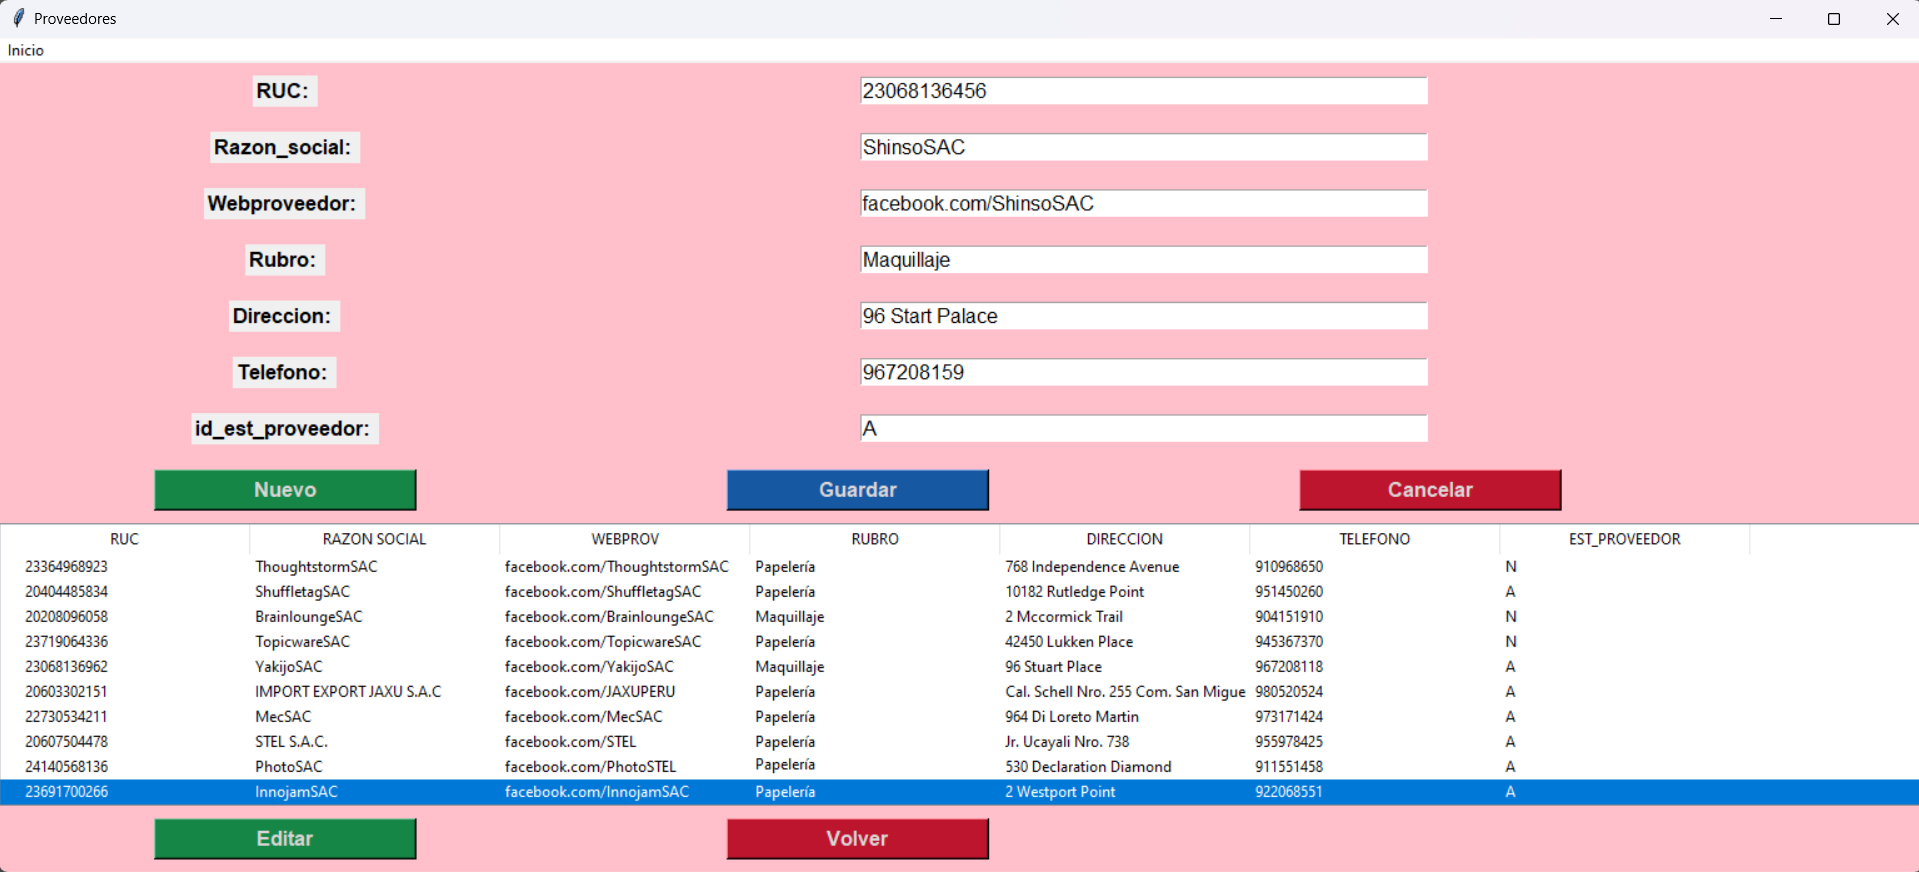 Proveedores
Inicio
RUC: 23068136456
Razon_social: ShinsoSAC
Webproveedor: facebook.com/ShinsoSAC
Rubro: Maquillaje
Direccion: 96 Start Palace
Telefono: 967208159
id_est_proveedor: A
Nuevo Guardar Cancelar
RUC RAZON SOCIAL WEBPROV RUBRO DIRECCION TELEFONO EST_PROVEEDOR
23364968923 ThoughtstormSAC facebook.com/ThoughtstormSAC Papelería 768 Independence Avenue 910968650 N
20404485834 ShuffletagSAC facebook.com/ShuffletagSAC Papelería 10182 Rutledge Point 951450260 A
20208096058 BrainloungeSAC facebook.com/BrainloungeSAC Maquillaje 2 Mccormick Trail 904151910 N
23719064336 TopicwareSAC facebook.com/TopicwareSAC Papelería 42450 Lukken Place 945367370 N
23068136962 YakijoSAC facebook.com/YakijoSAC Maquillaje 96 Stuart Place 967208118 A
20603302151 IMPORT EXPORT JAXU S.A.C facebook.com/JAXUPERU Papelería Cal. Schell Nro. 255 Com. San Migue 980520524 A
22730534211 MecSAC facebook.com/MecSAC Papelería 964 Di Loreto Martin 973171424 A
20607504478 STEL S.A.C. facebook.com/STEL Papelería Jr. Ucayali Nro. 738 955978425 A
24140568136 PhotoSAC facebook.com/PhotoSTEL Papelería 530 Declaration Diamond 911551458 A
23691700266 InnojamSAC facebook.com/InnojamSAC Papelería 2 Westport Point 922068551 A
Editar Volver